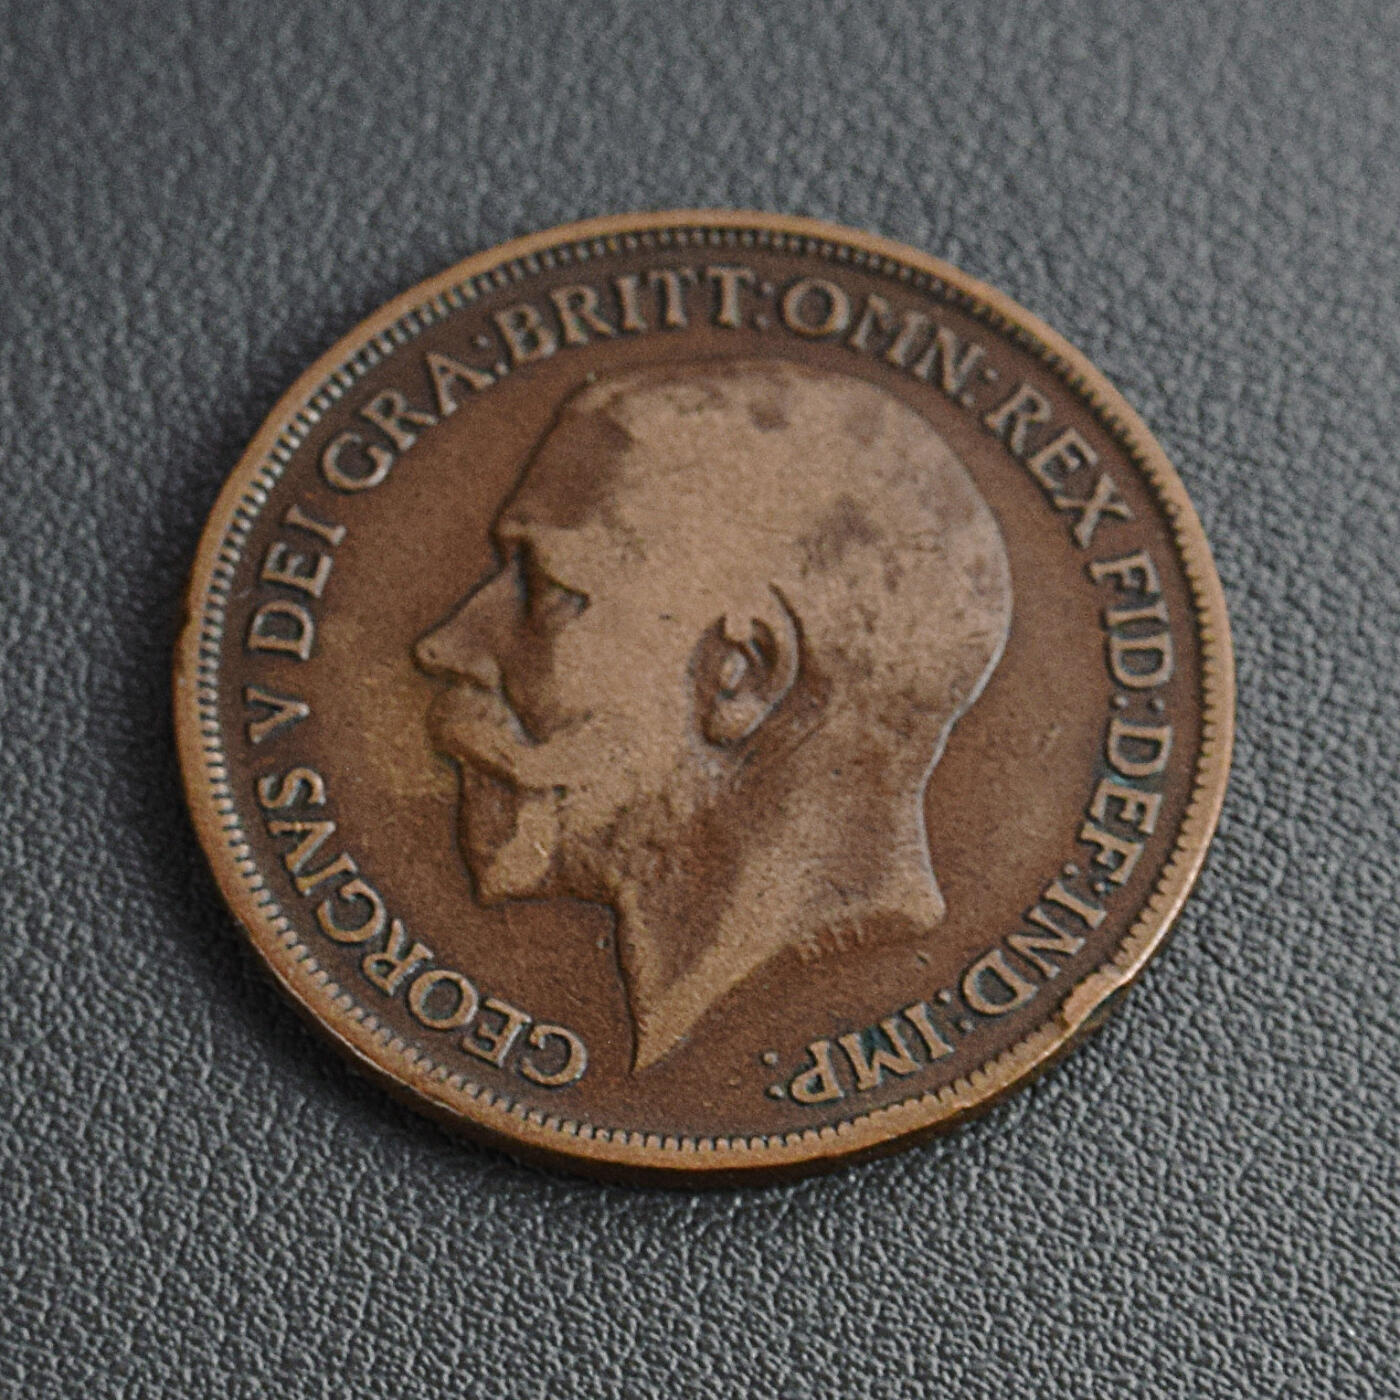 GEORGIVS V DEI GRA: BRITT: OMN: REX FID: DEF: IND: IMP: